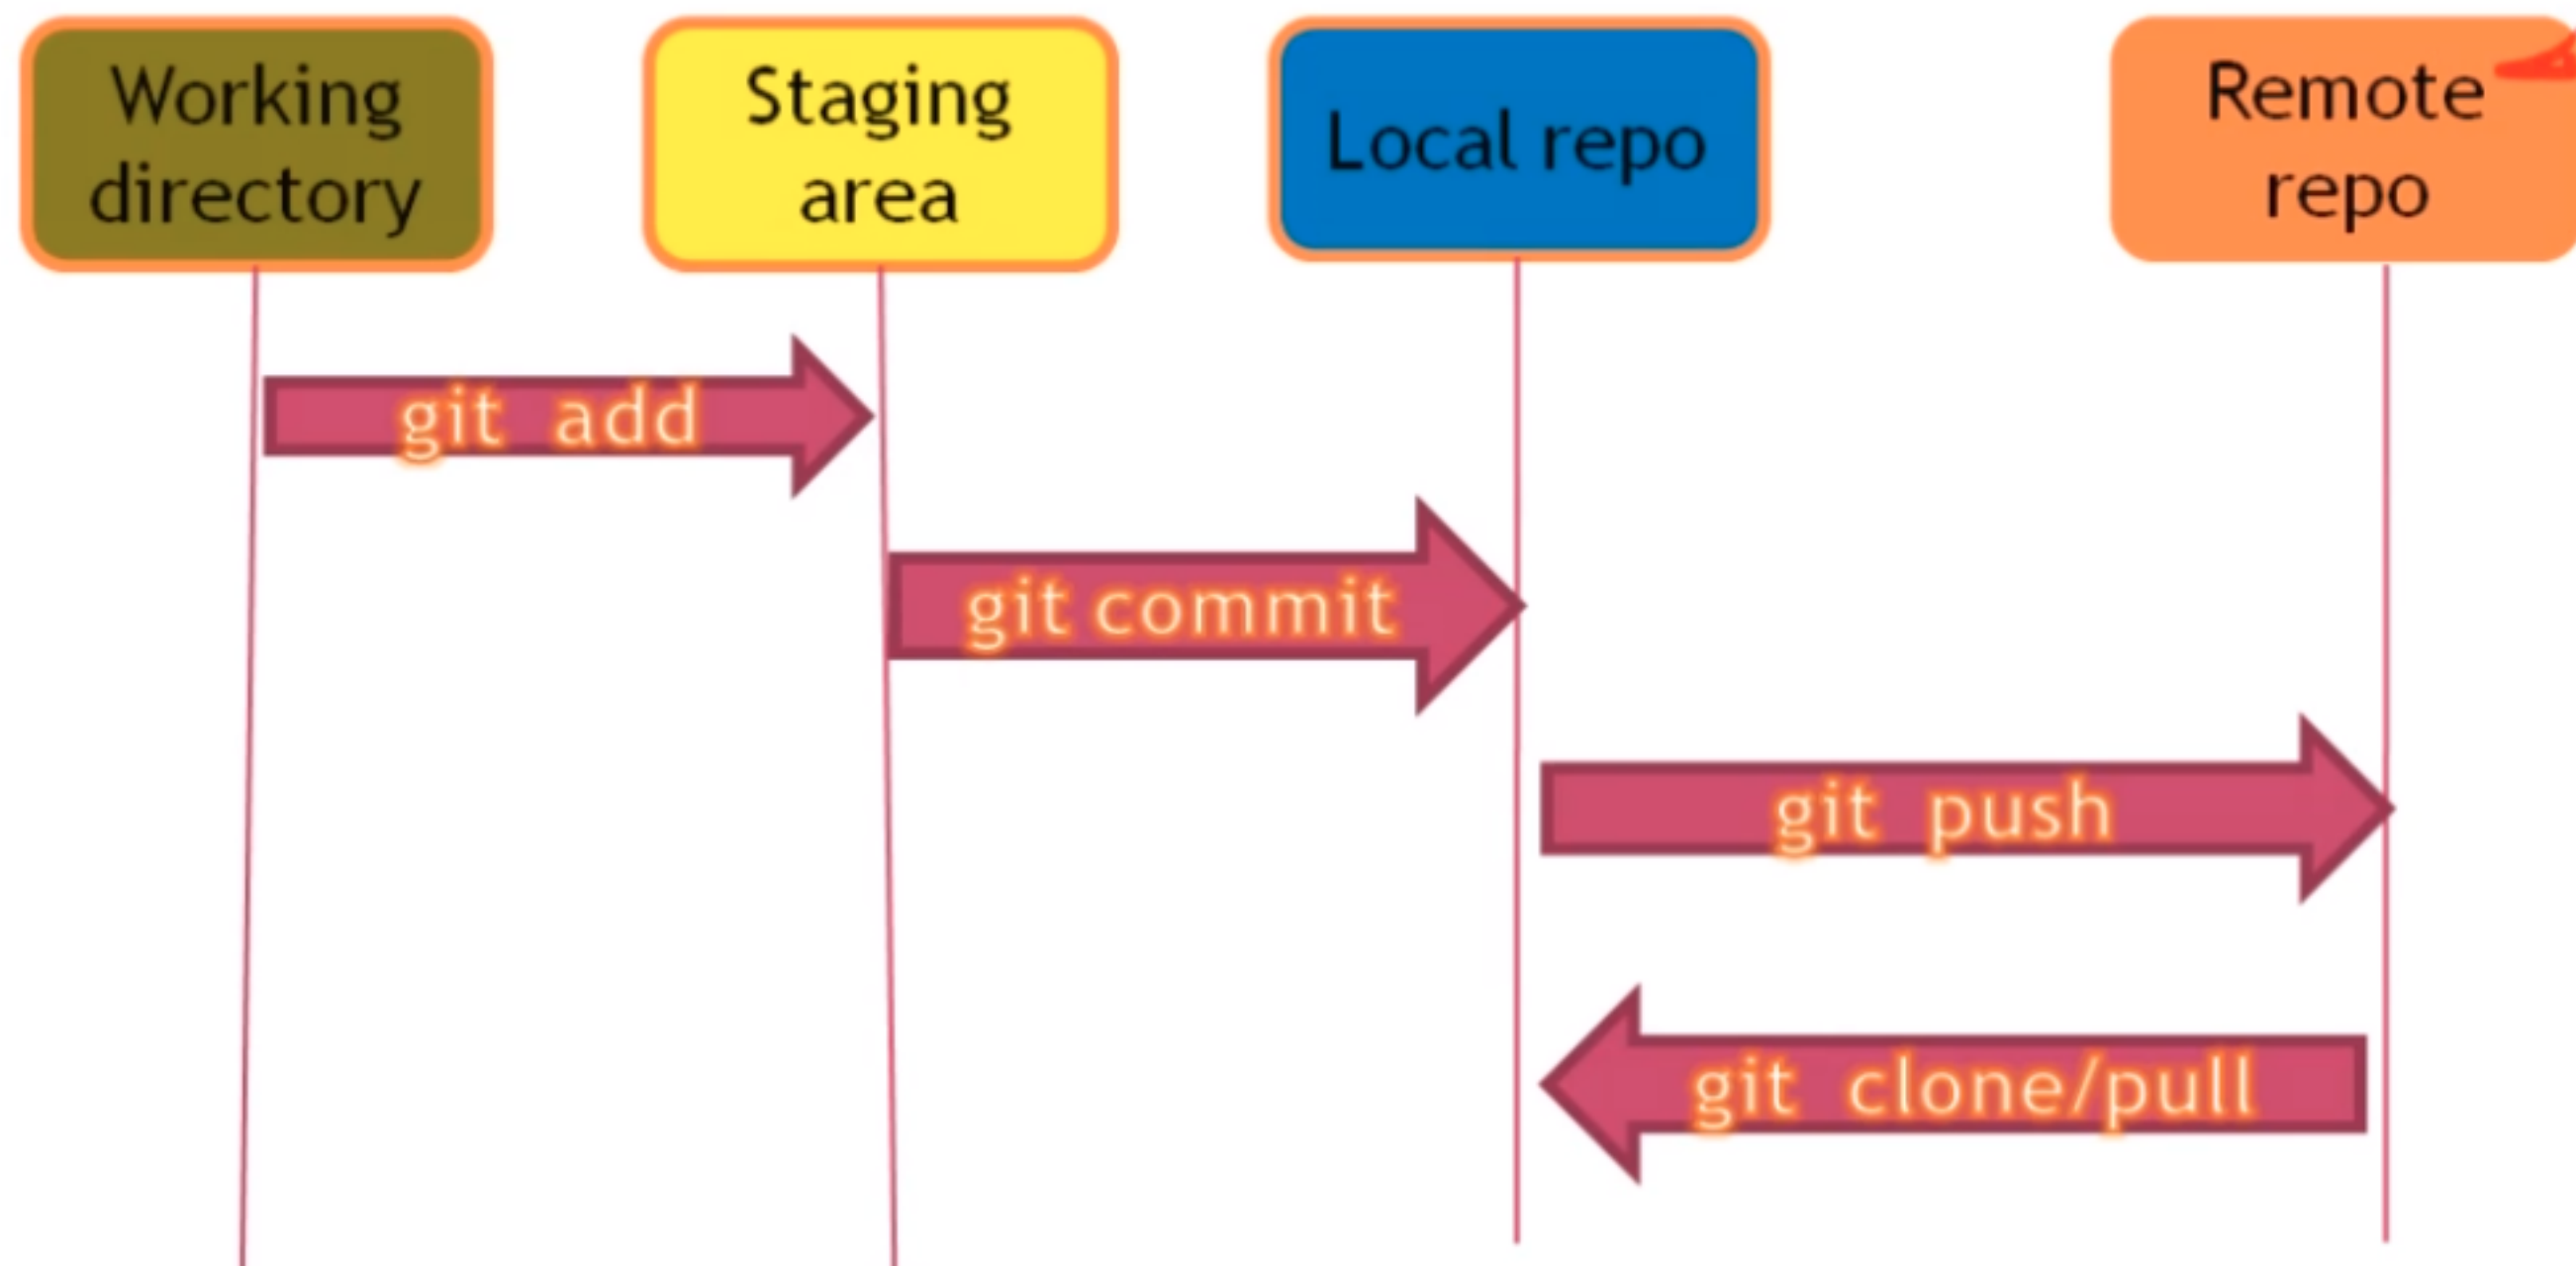 Working
directory
Staging
area
Local repo
Remote
repo
git add
git commit
git push
git clone/pull